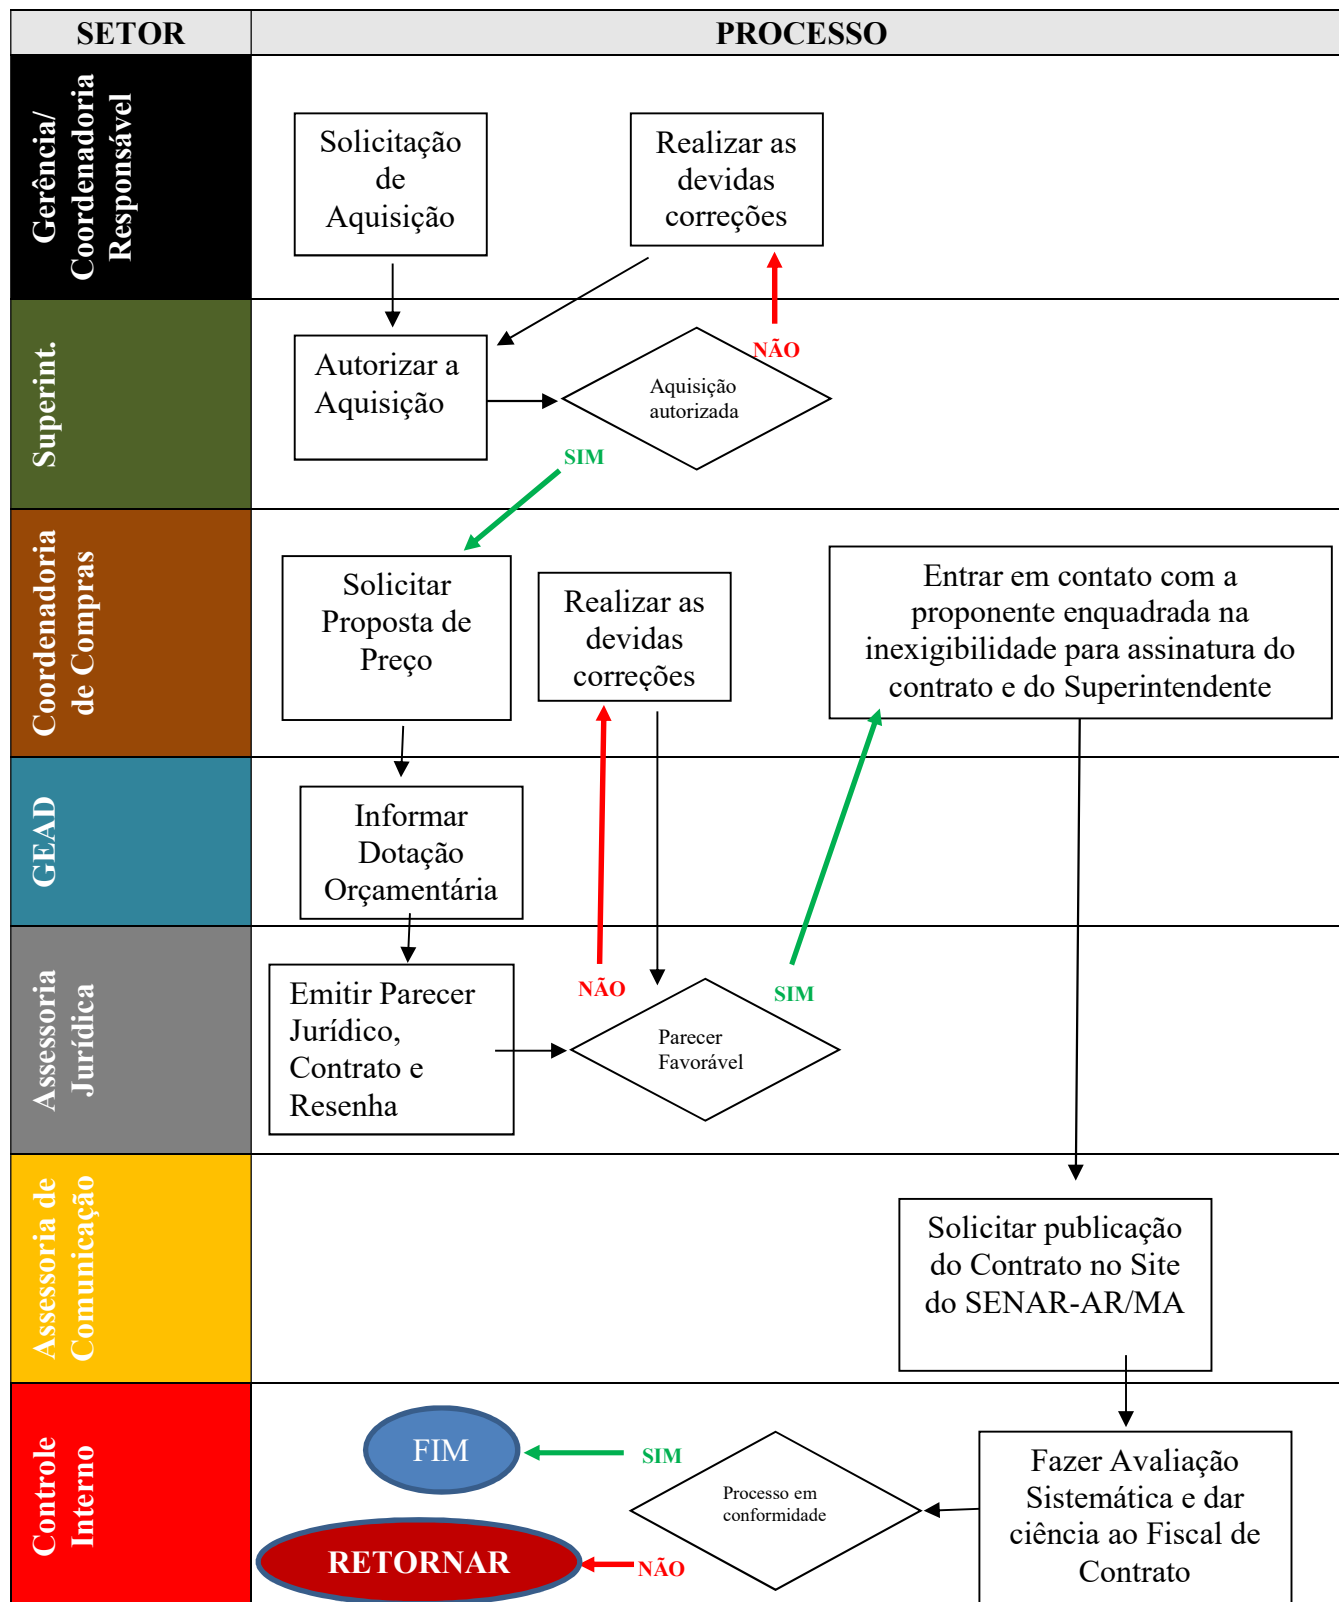 SETOR
PROCESSO
Gerência/
Coordenadoria
Responsável
Solicitação
de
Aquisição
Realizar as
devidas
correções
Superint.
Autorizar a
Aquisição
Aquisição
autorizada
NÃO
SIM
Coordenadoria
de Compras
Solicitar
Proposta de
Preço
Realizar as
devidas
correções
Entrar em contato com a
proponente enquadrada na
inexigibilidade para assinatura do
contrato e do Superintendente
GEAD
Informar
Dotação
Orçamentária
Assessoria
Jurídica
Emitir Parecer
Jurídico,
Contrato e
Resenha
NÃO
Parecer
Favorável
SIM
Assessoria de
Comunicação
Solicitar publicação
do Contrato no Site
do SENAR-AR/MA
Controle
Interno
FIM
SIM
RETORNAR
NÃO
Processo em
conformidade
Fazer Avaliação
Sistemática e dar
ciência ao Fiscal de
Contrato